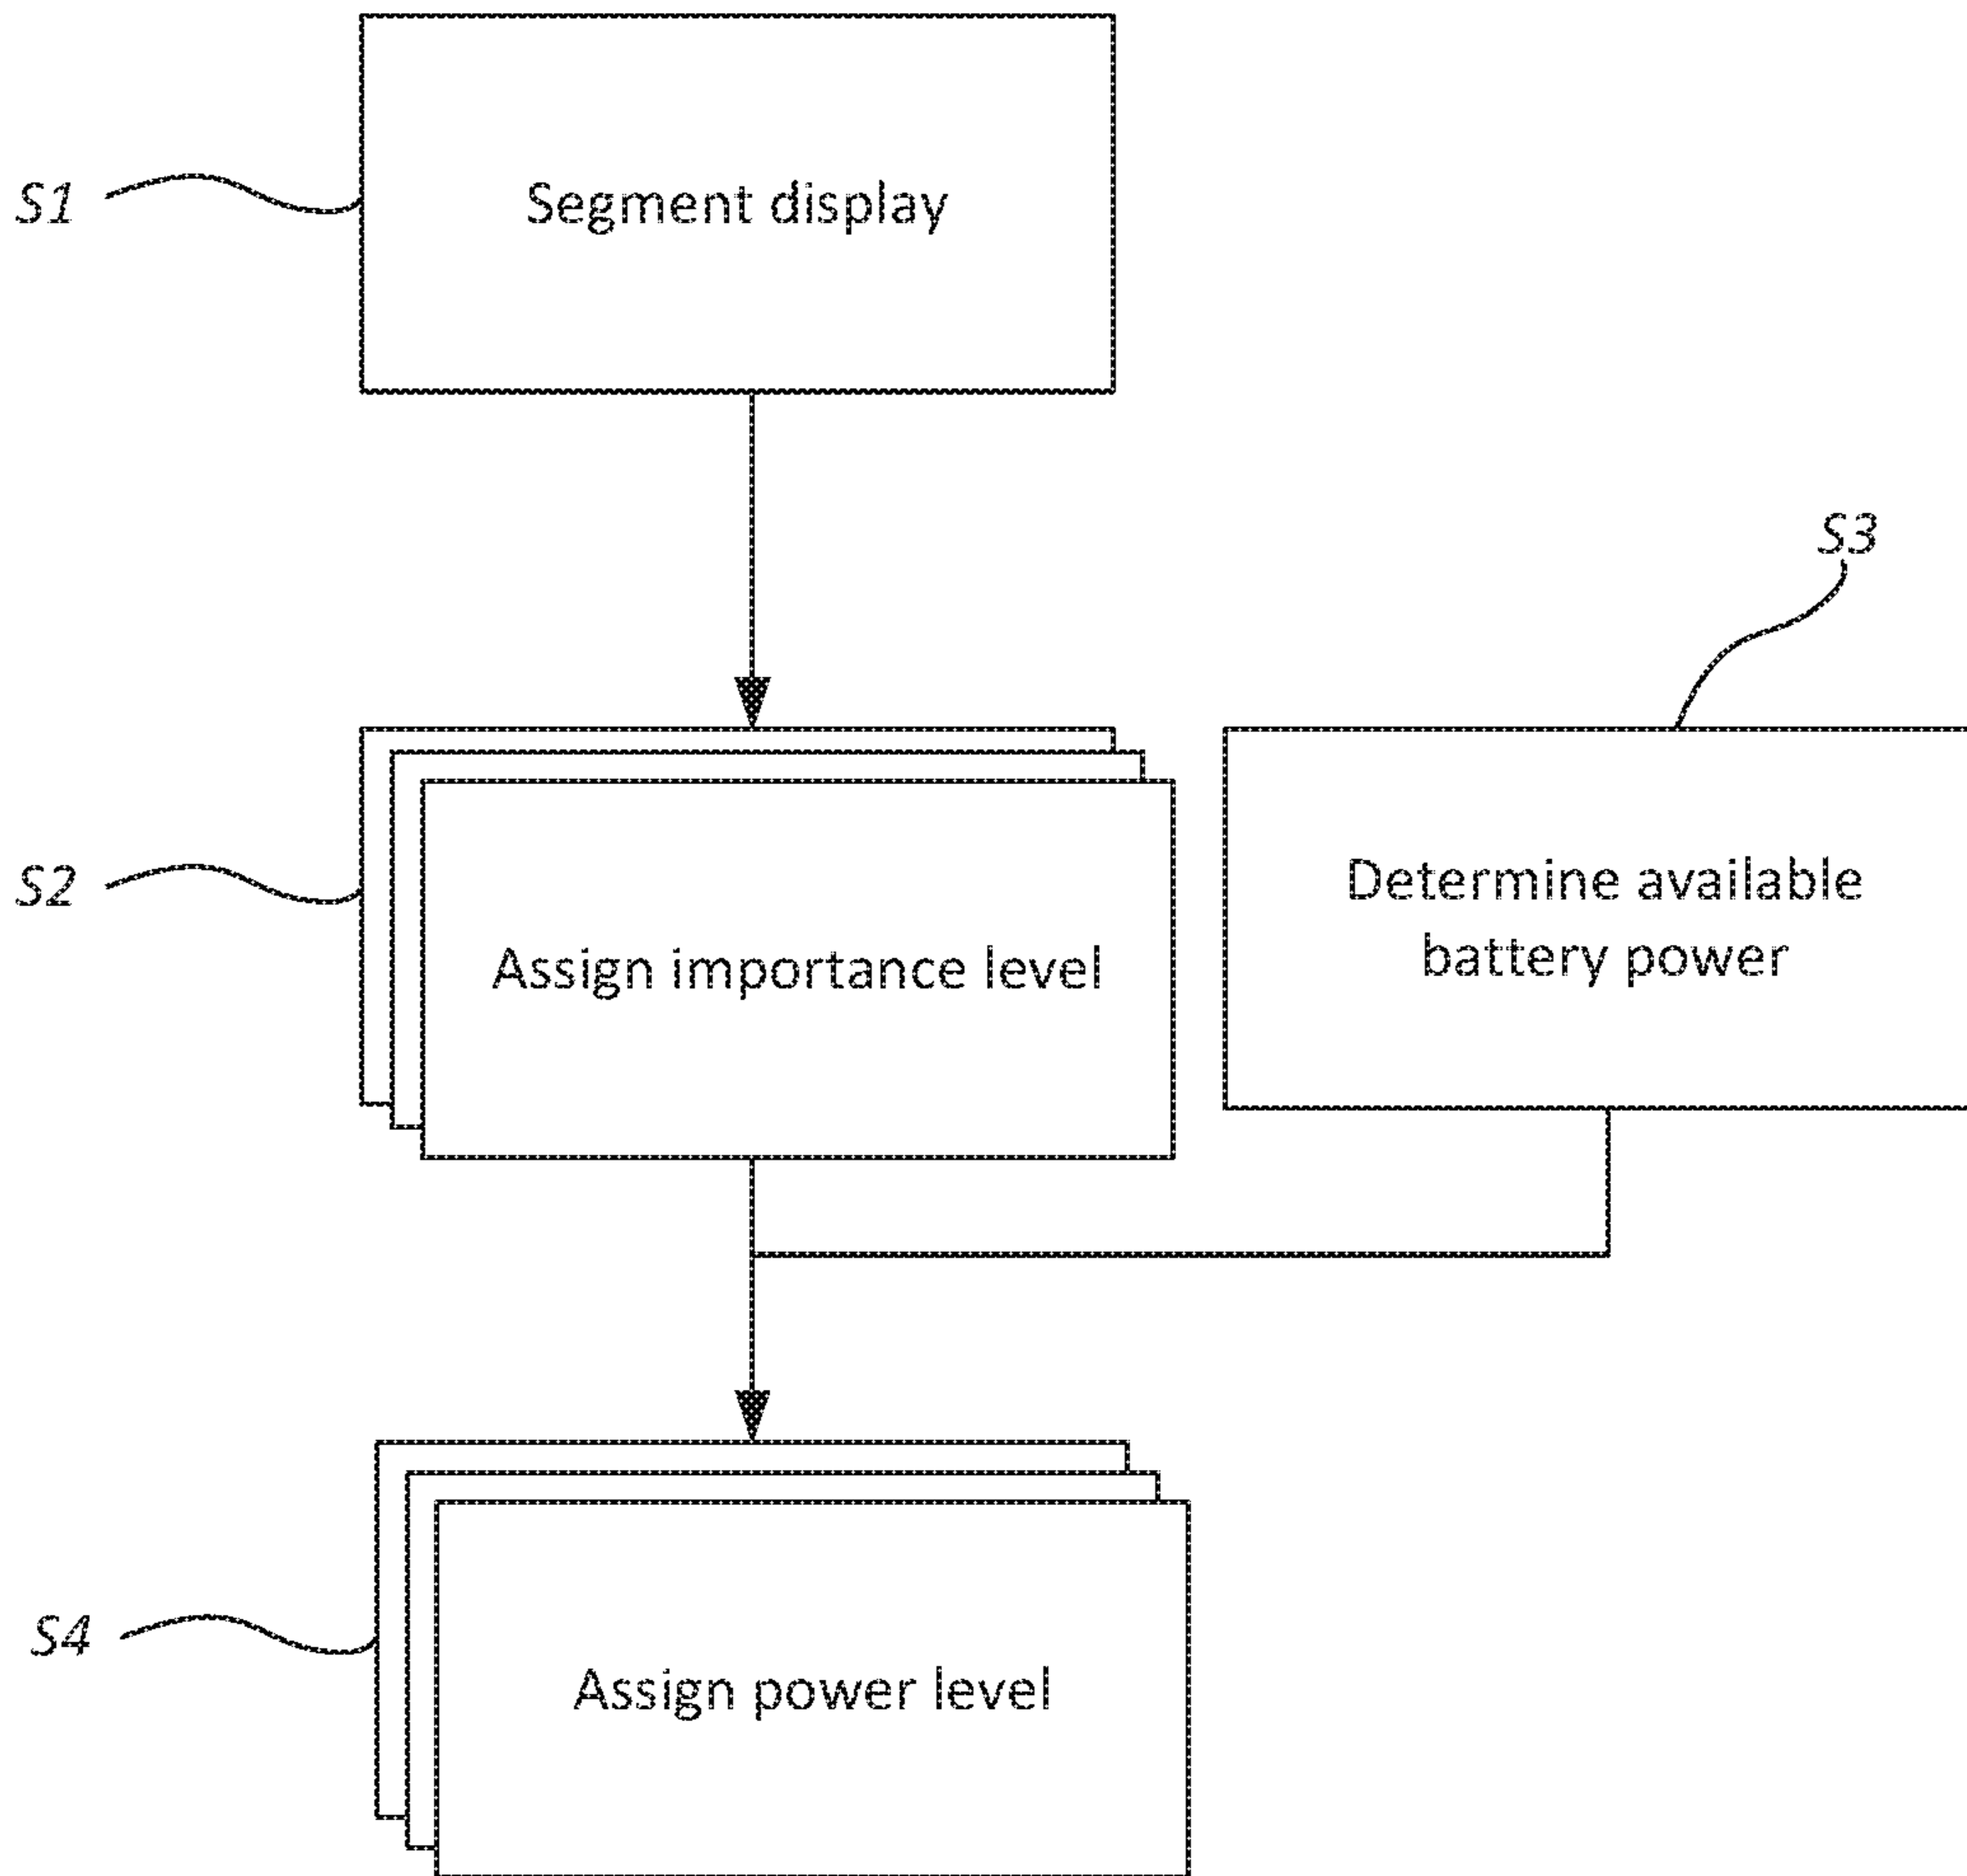 S1
Segment display
S3
S2
Assign importance level
Determine available
battery power
S4
Assign power level